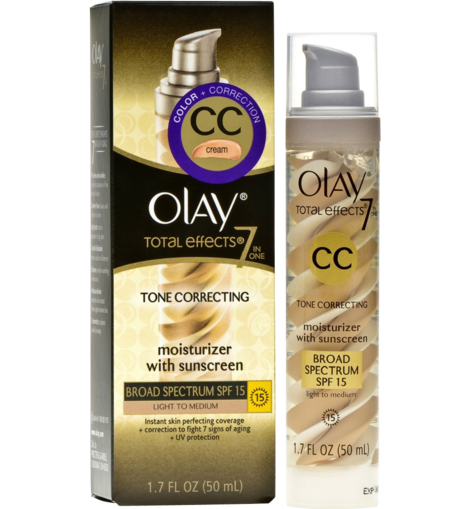 COLOR + CORRECTION
CC
cream
OLAY®
TOTAL effects® 7 IN ONE
TONE CORRECTING
moisturizer
with sunscreen
BROAD SPECTRUM SPF 15
LIGHT TO MEDIUM
15
Instant skin perfecting coverage
+ correction to fight 7 signs of aging
+ UV protection
1.7 FL OZ (50 mL)
OLAY®
TOTAL effects 7
CC
TONE CORRECTING
moisturizer
with sunscreen
BROAD
SPECTRUM
SPF 15
light to medium
15
1.7 FL OZ (50 mL)
EXP